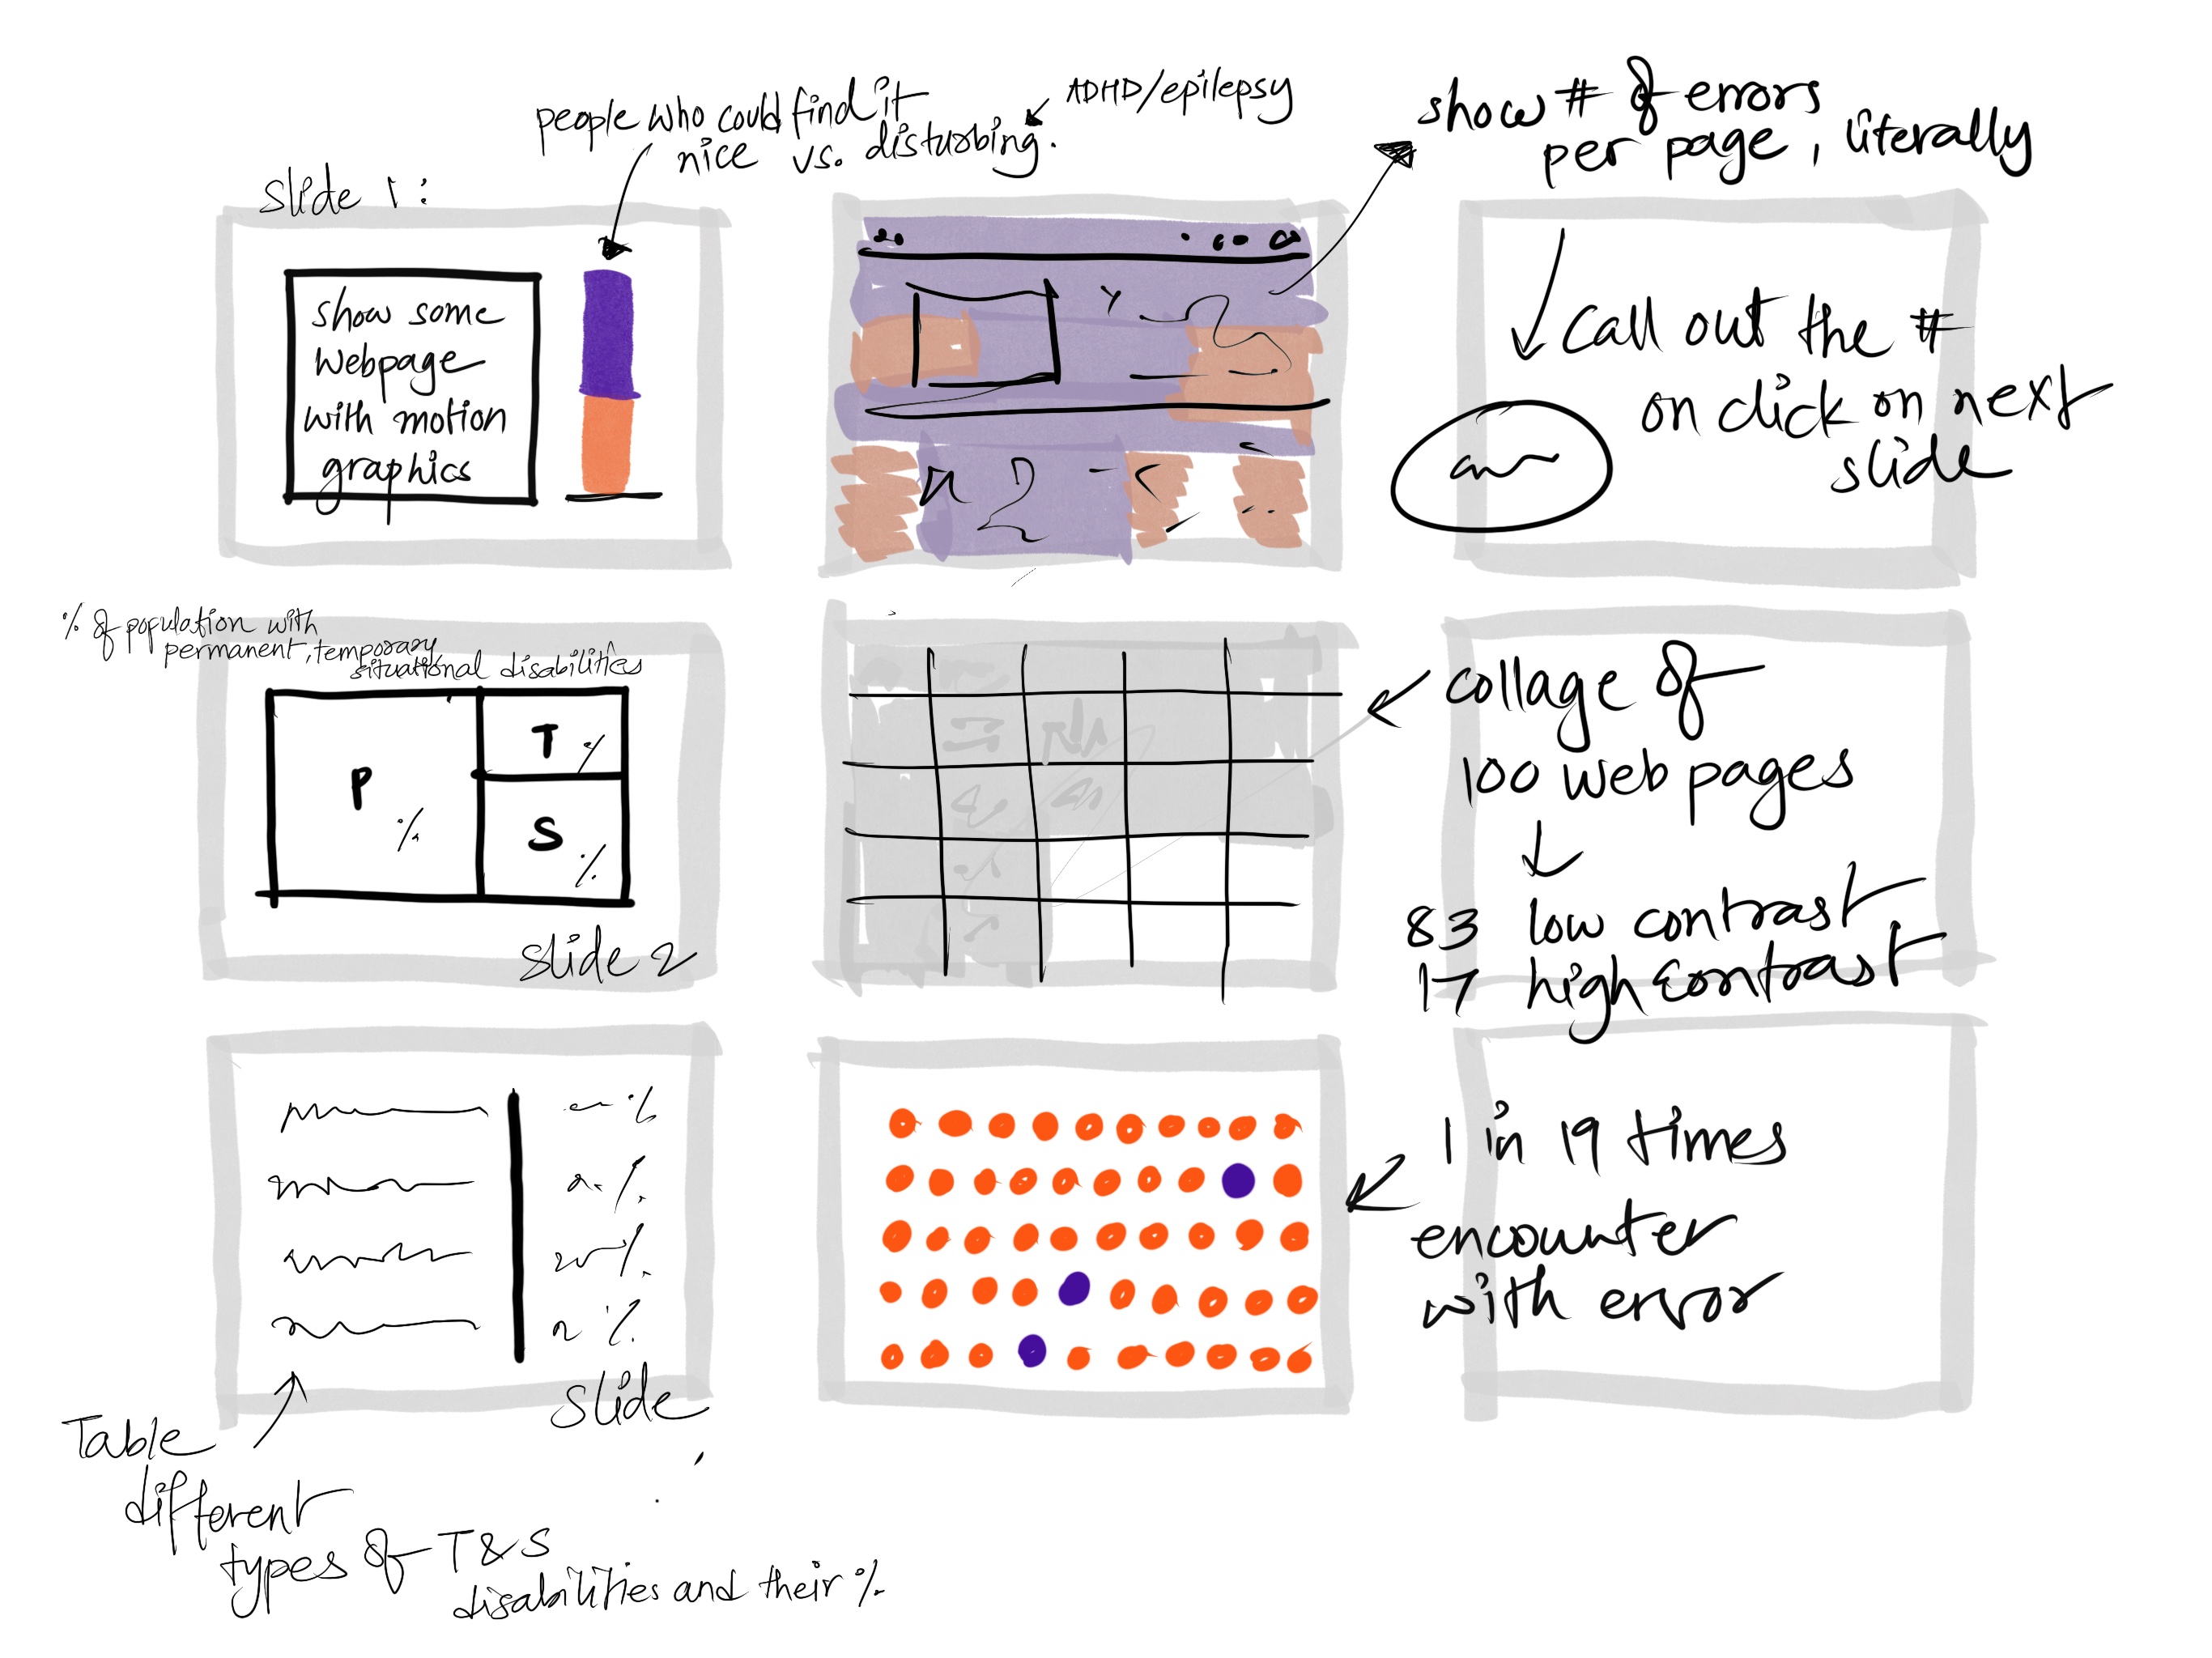 people who could find it
nice vs. disturbing.
ADHD/epilepsy
show # of errors
per page, literally
Slide 1:
show some
webpage
with motion
graphics
call out the #
on click on next
slide
% of population with
permanent, temporary
situational disabilities
P %
T %
S %
slide 2
collage of
100 web pages
83 low contrast
17 high contrast
%
%
%
%
slide
1 in 19 times
encounter
with error
Table
different
types of T&S
disabilities and their %